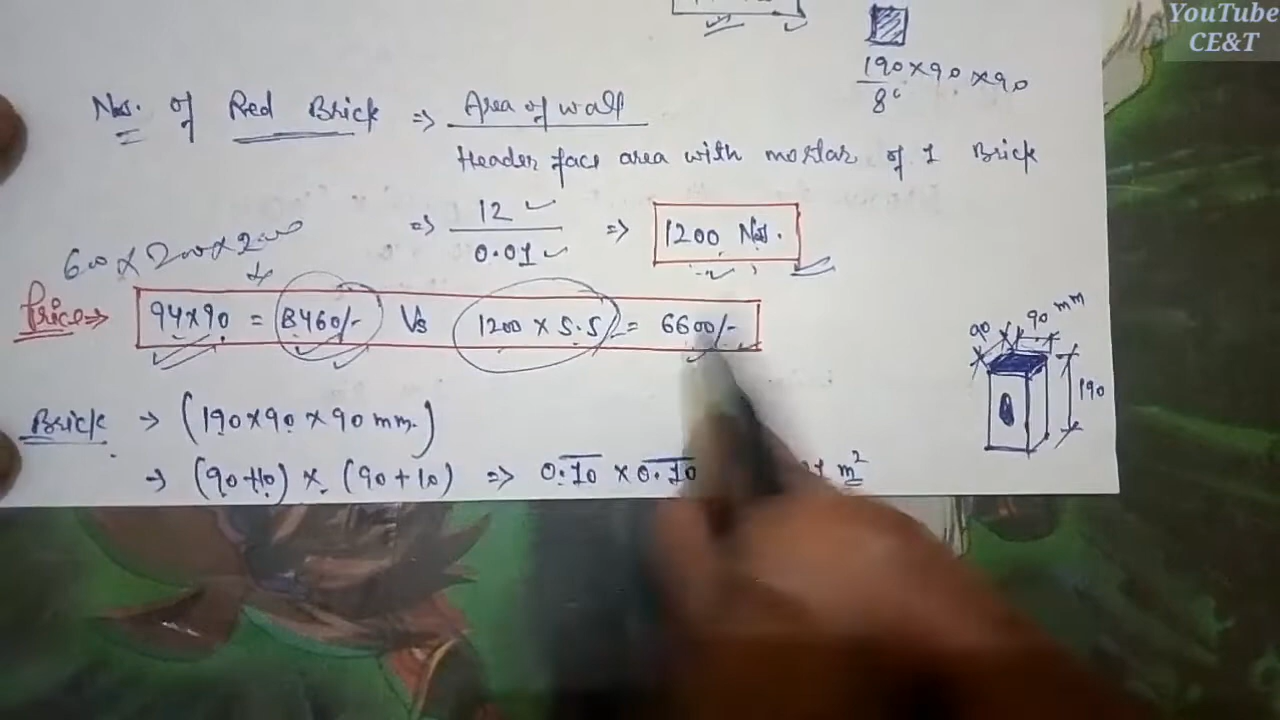 YouTube
CE&T
190×90×90
8
Nos. of Red Brick ⇒ Area of wall
Header face area with mortar of 1 Brick
⇒ 12 / 0.01 ⇒ 1200 Nos.
600×200×200
Price⇒ 94×90 = 8460/- Vs 1200×5.5/- = 6600/-
90 90 mm
190
Brick → (190×90×90 mm.)
→ (90+10) × (90+10) ⇒ 0.10 × 0.10 m²